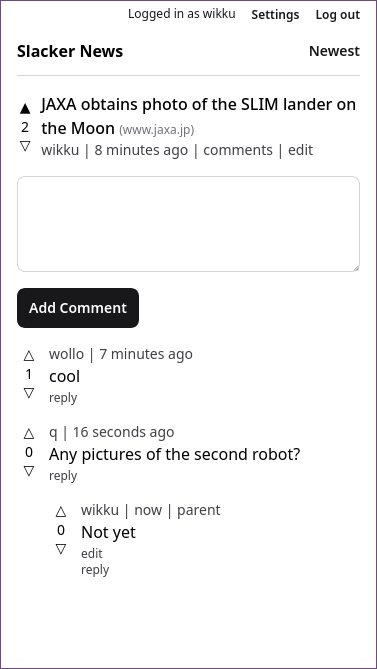 Logged in as wikku Settings Log out
Slacker News Newest
▲ JAXA obtains photo of the SLIM lander on
2 the Moon (www.jaxa.jp)
▽ wikku | 8 minutes ago | comments | edit
Add Comment
△ wollo | 7 minutes ago
1 cool
▽ reply
△ q | 16 seconds ago
0 Any pictures of the second robot?
▽ reply
△ wikku | now | parent
0 Not yet
▽ edit
reply